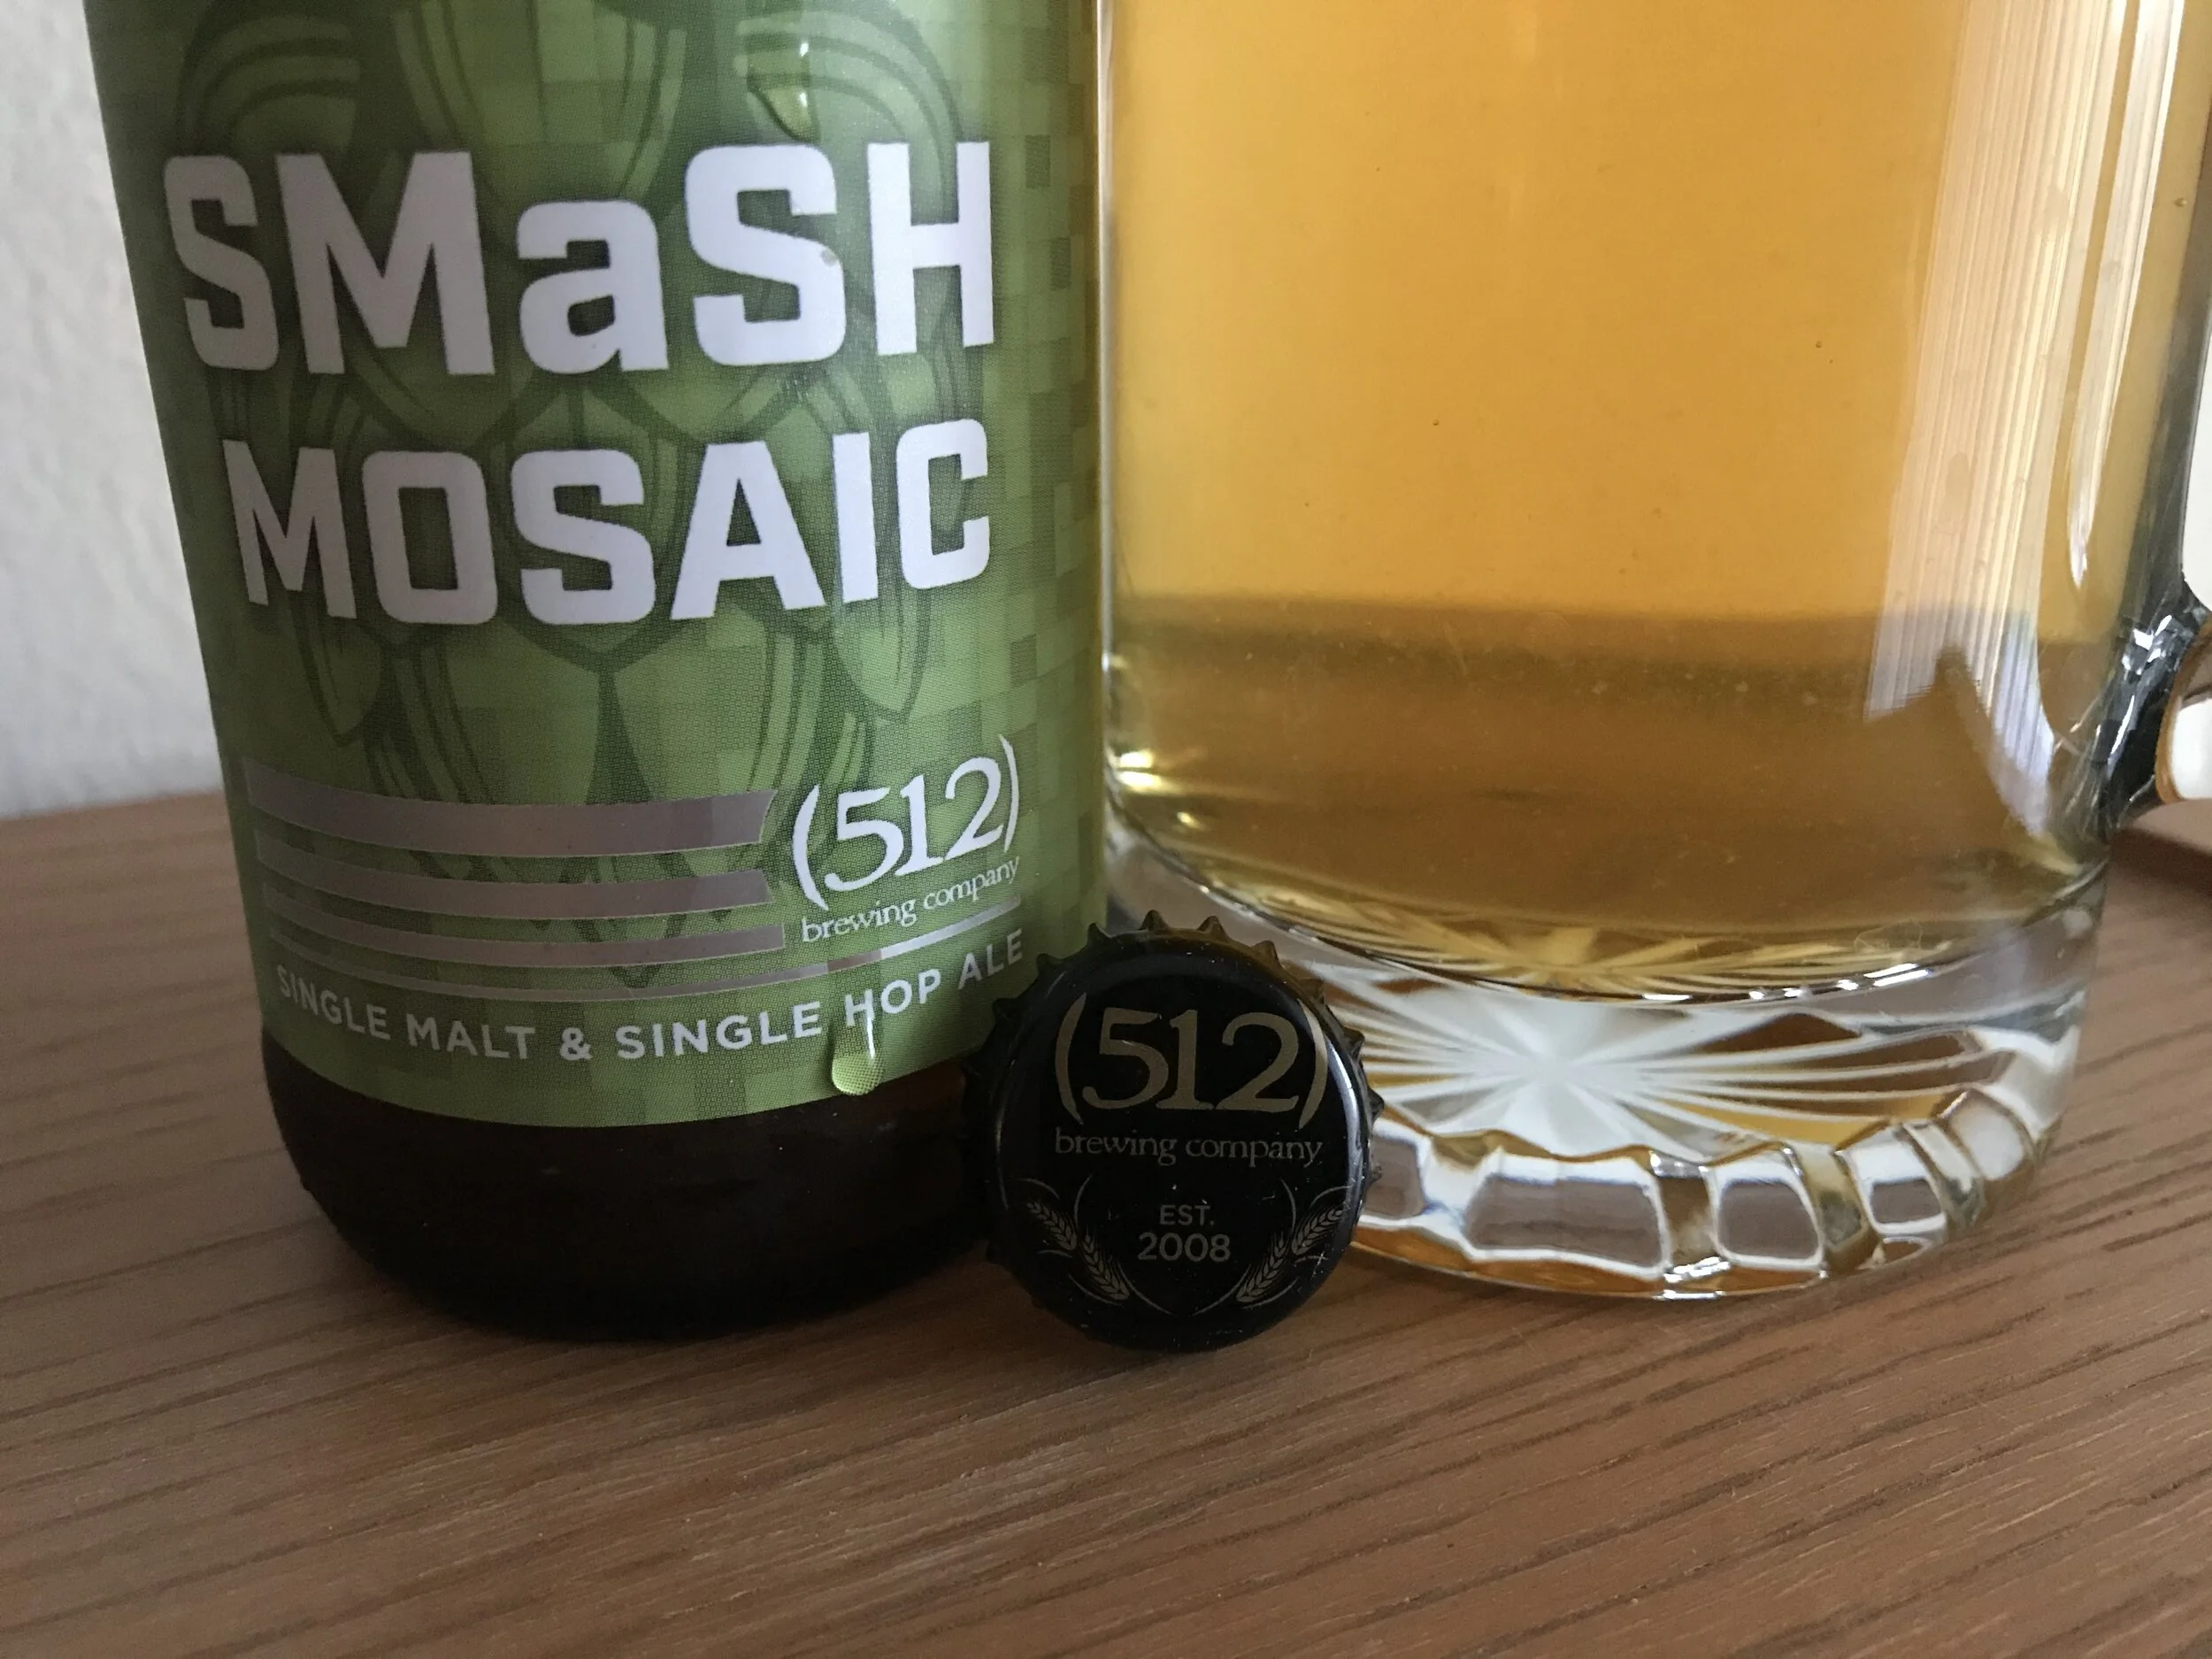 SMaSH
MOSAIC
(512)
brewing company
SINGLE MALT & SINGLE HOP ALE
(512)
brewing company
EST.
2008